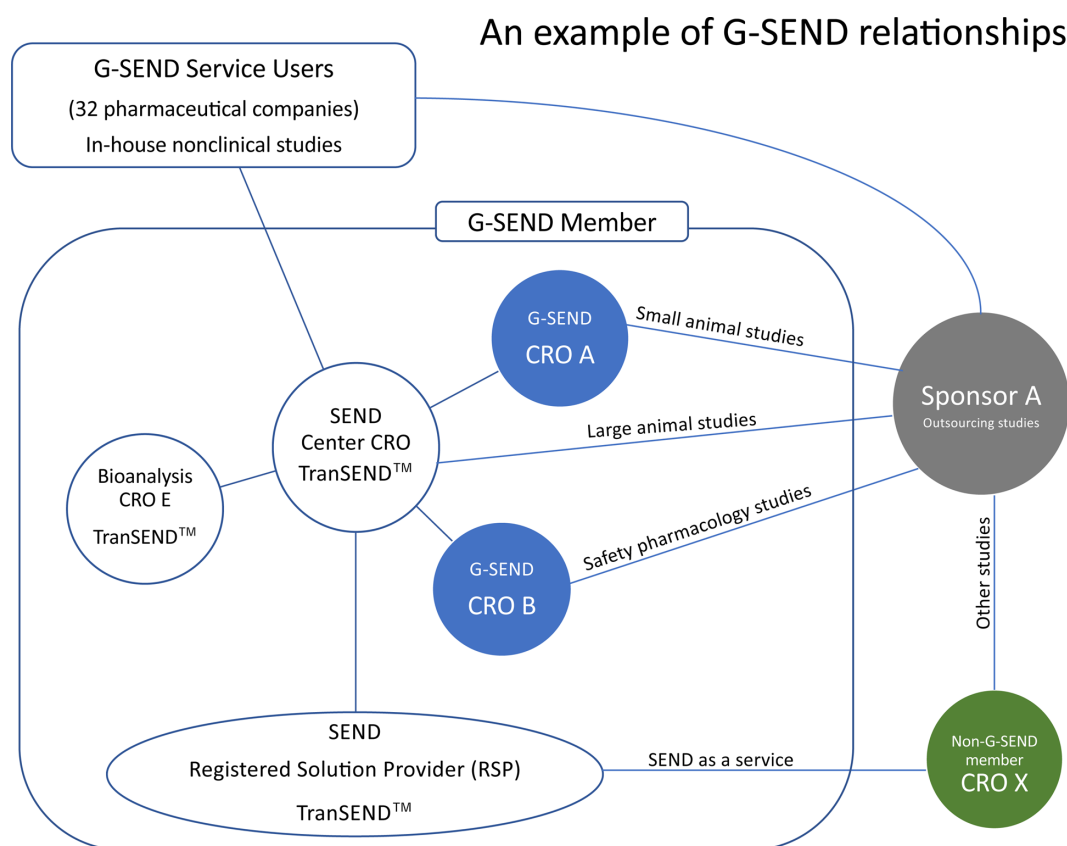 An example of G-SEND relationships
G-SEND Service Users
(32 pharmaceutical companies)
In-house nonclinical studies
G-SEND Member
G-SEND
CRO A
Small animal studies
Sponsor A
Outsourcing studies
SEND
Center CRO
TranSEND™
Large animal studies
Bioanalysis
CRO E
TranSEND™
G-SEND
CRO B
Safety pharmacology studies
Other studies
SEND
Registered Solution Provider (RSP)
TranSEND™
SEND as a service
Non-G-SEND
member
CRO X